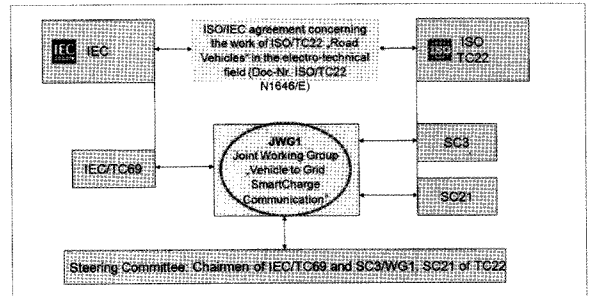 IEC IEC
ISO/IEC agreement concerning
the work of ISO/TC22 „Road
Vehicles" in the electro-technical
field (Doc-Nr. ISO/TC22
N1646/E)
ISO ISO
TC22
JWG1
Joint Working Group
„Vehicle to Grid
SmartCharge
Communication"
IEC/TC69
SC3
SC21
Steering Committee: Chairmen of IEC/TC69 and SC3/WG1, SC21 of TC22